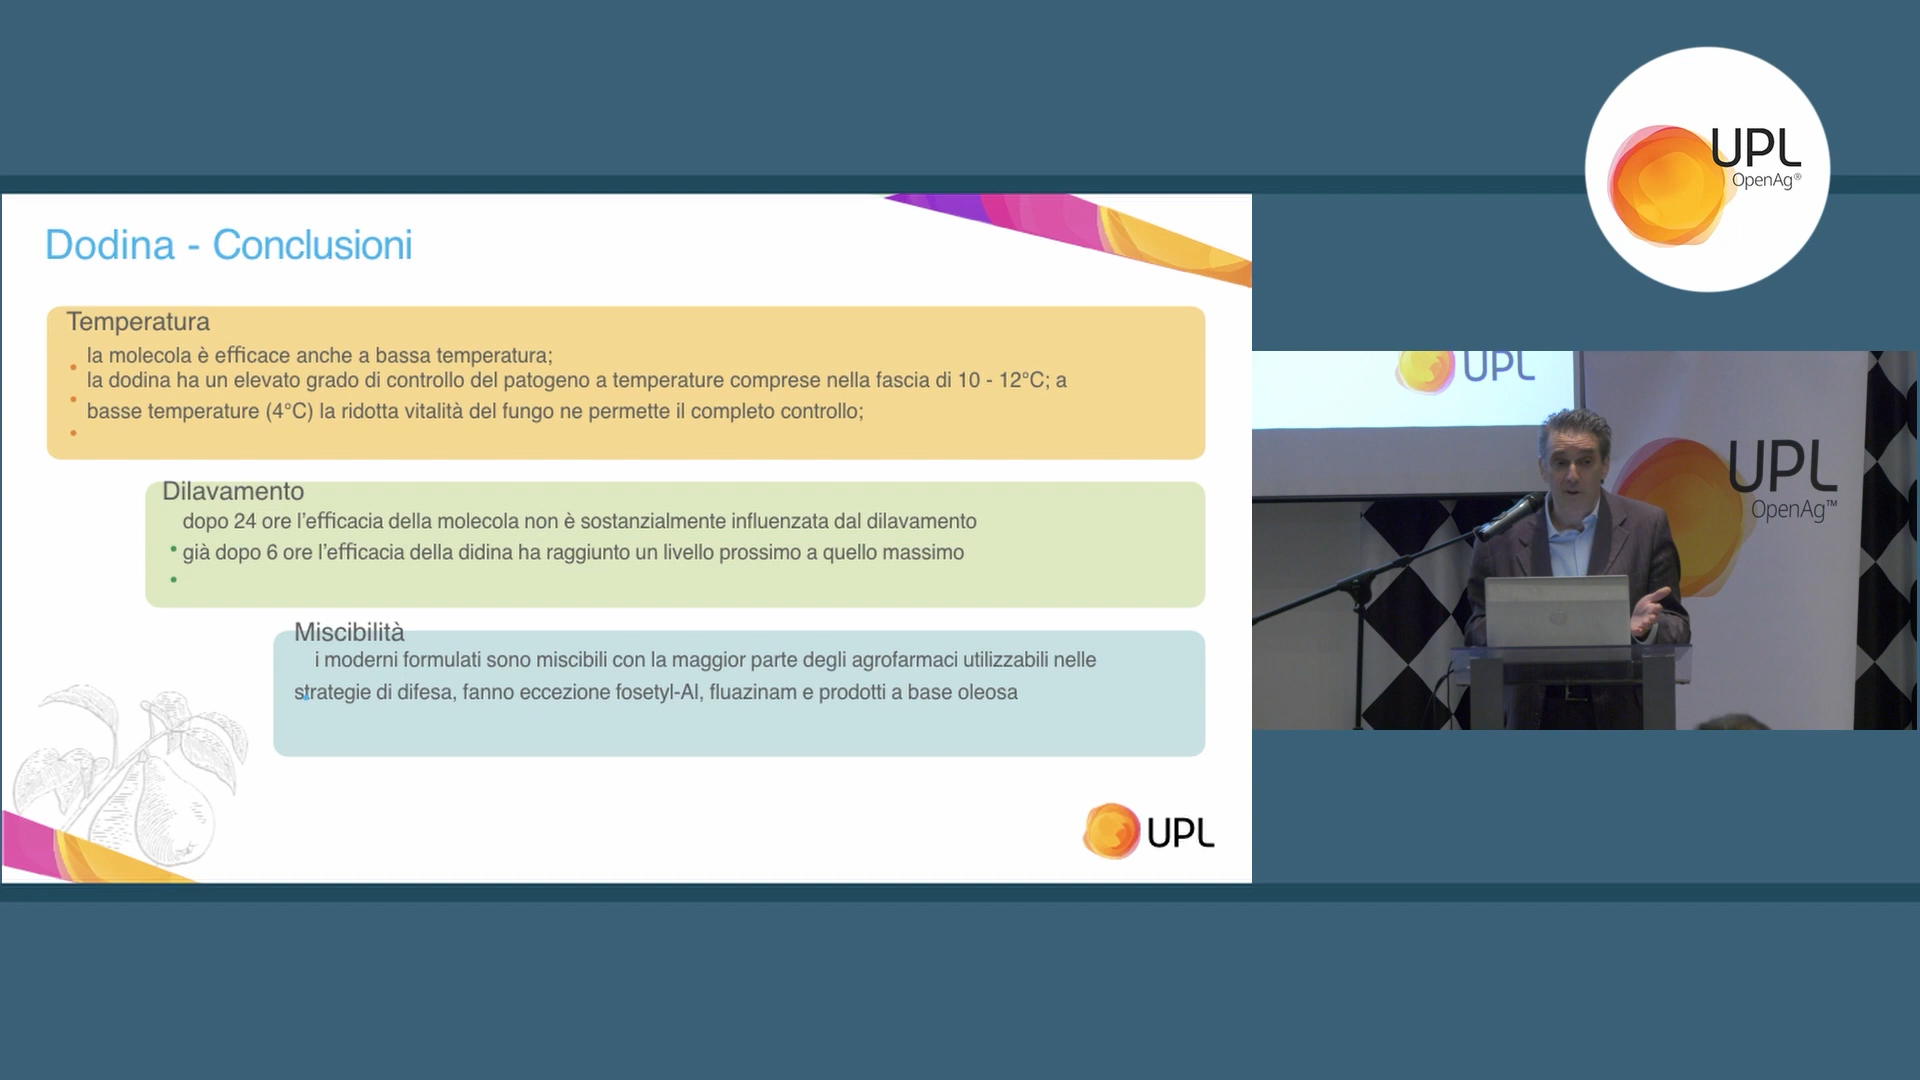 UPL
OpenAg®
Dodina - Conclusioni
Temperatura
la molecola è efficace anche a bassa temperatura;
la dodina ha un elevato grado di controllo del patogeno a temperature comprese nella fascia di 10 - 12°C; a
basse temperature (4°C) la ridotta vitalità del fungo ne permette il completo controllo;
Dilavamento
dopo 24 ore l'efficacia della molecola non è sostanzialmente influenzata dal dilavamento
già dopo 6 ore l'efficacia della didina ha raggiunto un livello prossimo a quello massimo
Miscibilità
i moderni formulati sono miscibili con la maggior parte degli agrofarmaci utilizzabili nelle
strategie di difesa, fanno eccezione fosetyl-Al, fluazinam e prodotti a base oleosa
UPL
UPL
UPL
OpenAg™